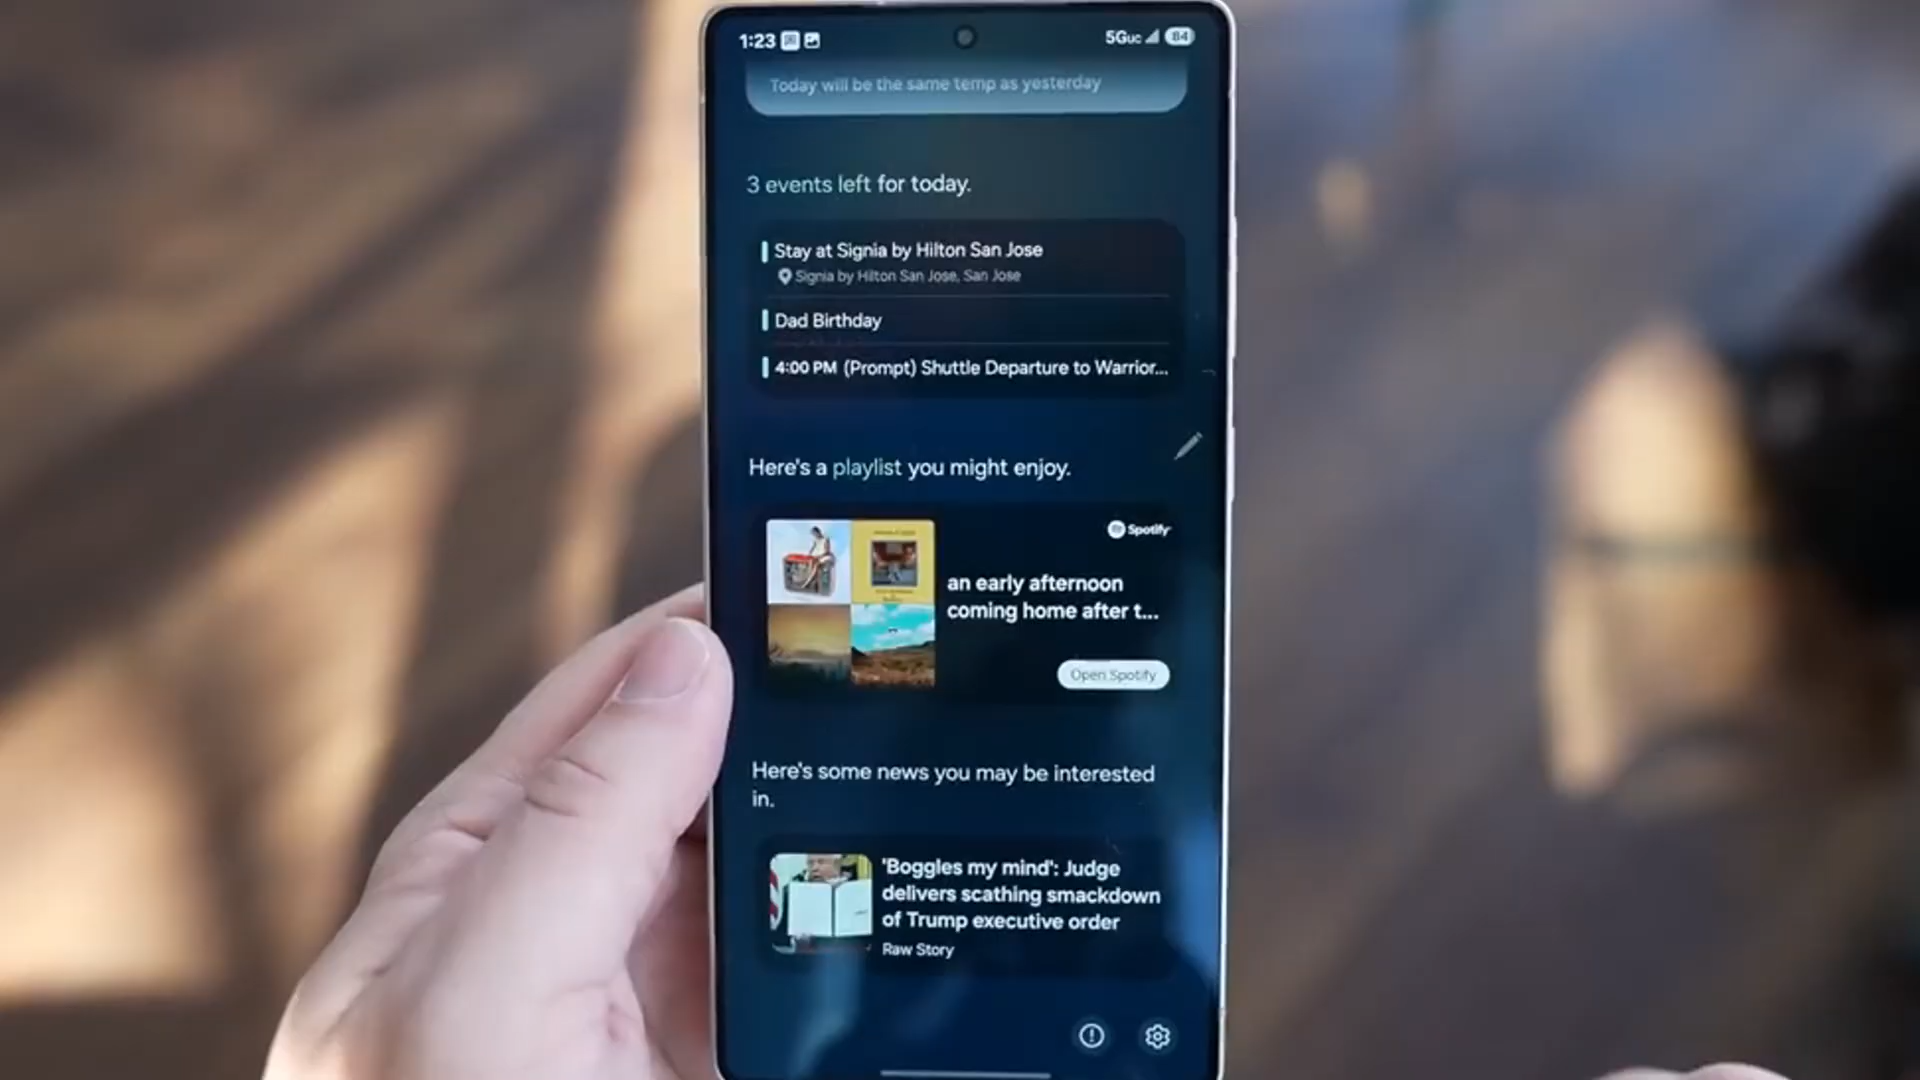 1:23
5GUC 84
Today will be the same temp as yesterday
3 events left for today.
Stay at Signia by Hilton San Jose
Signia by Hilton San Jose, San Jose
Dad Birthday
4:00 PM (Prompt) Shuttle Departure to Warrior...
Here's a playlist you might enjoy.
Spotify
an early afternoon
coming home after t...
Open Spotify
Here's some news you may be interested
in.
'Boggles my mind': Judge
delivers scathing smackdown
of Trump executive order
Raw Story